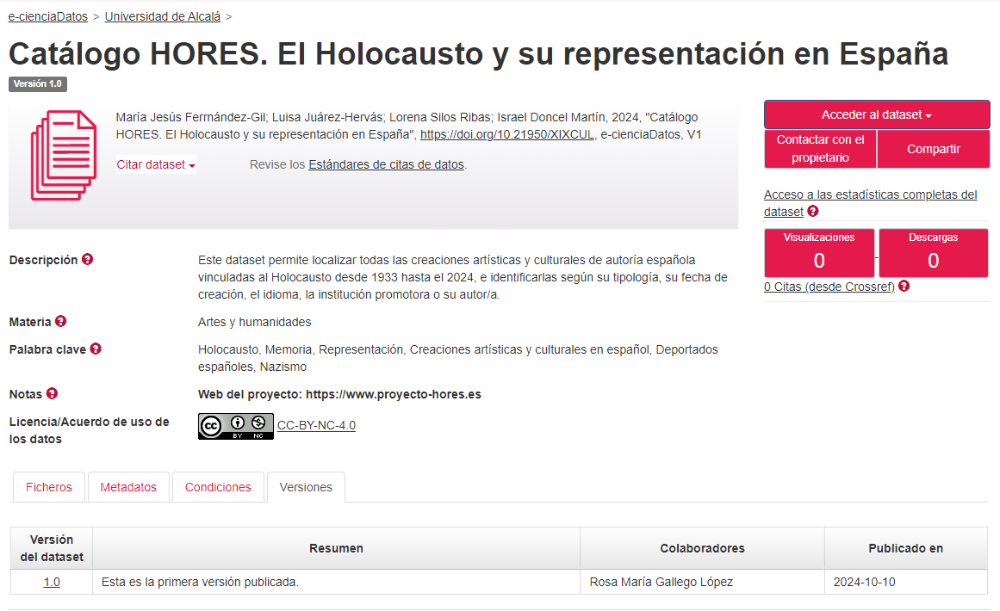 e-cienciaDatos > Universidad de Alcalá >
Catálogo HORES. El Holocausto y su representación en España
Versión 1.0
María Jesús Ferrnández-Gil; Luisa Juárez-Hervás; Lorena Silos Ribas; Israel Doncel Martín, 2024, "Catálogo
HORES. El Holocausto y su representación en España", https://doi.org/10.21950/XIXCUL, e-cienciaDatos, V1
Citar dataset
Revise los Estándares de citas de datos.
Acceder al dataset
Contactar con el
propietario
Compartir
Acceso a las estadísticas completas del
dataset ?
Visualizaciones
0
-
Descargas
0
0 Citas (desde Crossref) ?
Descripción ?
Este dataset permite localizar todas las creaciones artísticas y culturales de autoría española
vinculadas al Holocausto desde 1933 hasta el 2024, e identificarlas según su tipología, su fecha de
creación, el idioma, la institución promotora o su autor/a.
Materia ?
Artes y humanidades
Palabra clave ?
Holocausto, Memoria, Representación, Creaciones artísticas y culturales en español, Deportados
españoles, Nazismo
Notas ?
Web del proyecto: https://www.proyecto-hores.es
Licencia/Acuerdo de uso de
los datos
cc BY NC CC-BY-NC-4.0
Ficheros Metadatos Condiciones Versiones
Versión
del dataset
Resumen
Colaboradores
Publicado en
1.0
Esta es la primera versión publicada.
Rosa María Gallego López
2024-10-10